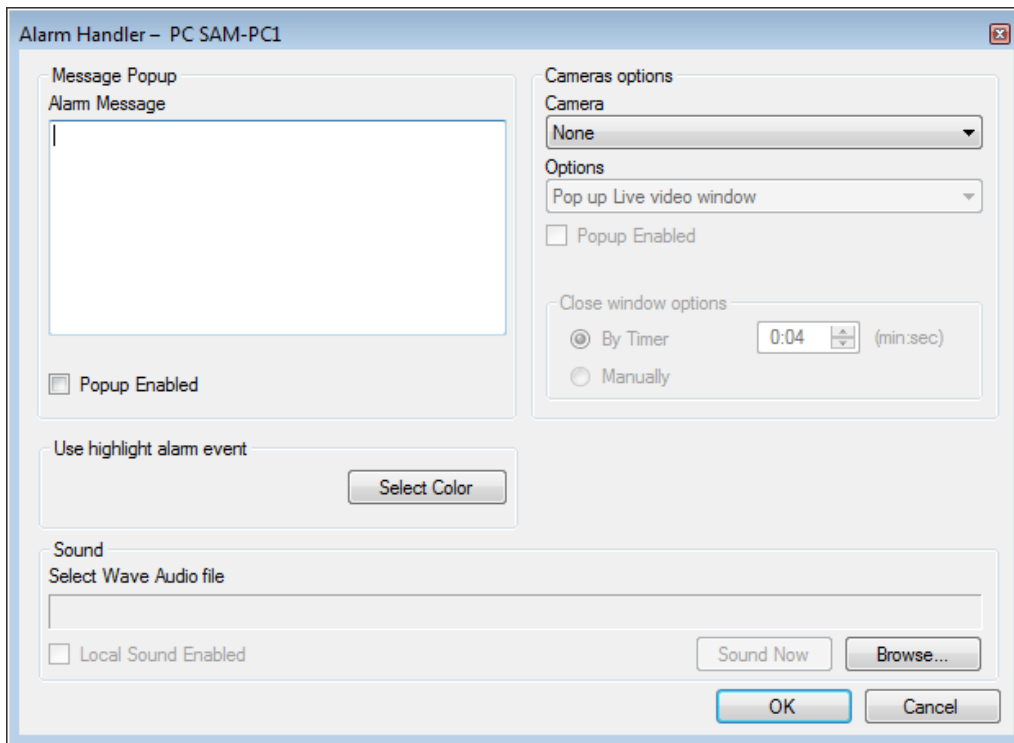 Alarm Handler – PC SAM-PC1
Message Popup
Alarm Message
Popup Enabled
Cameras options
Camera
None
Options
Pop up Live video window
Popup Enabled
Close window options
By Timer 0:04 (min:sec)
Manually
Use highlight alarm event
Select Color
Sound
Select Wave Audio file
Local Sound Enabled Sound Now Browse...
OK Cancel